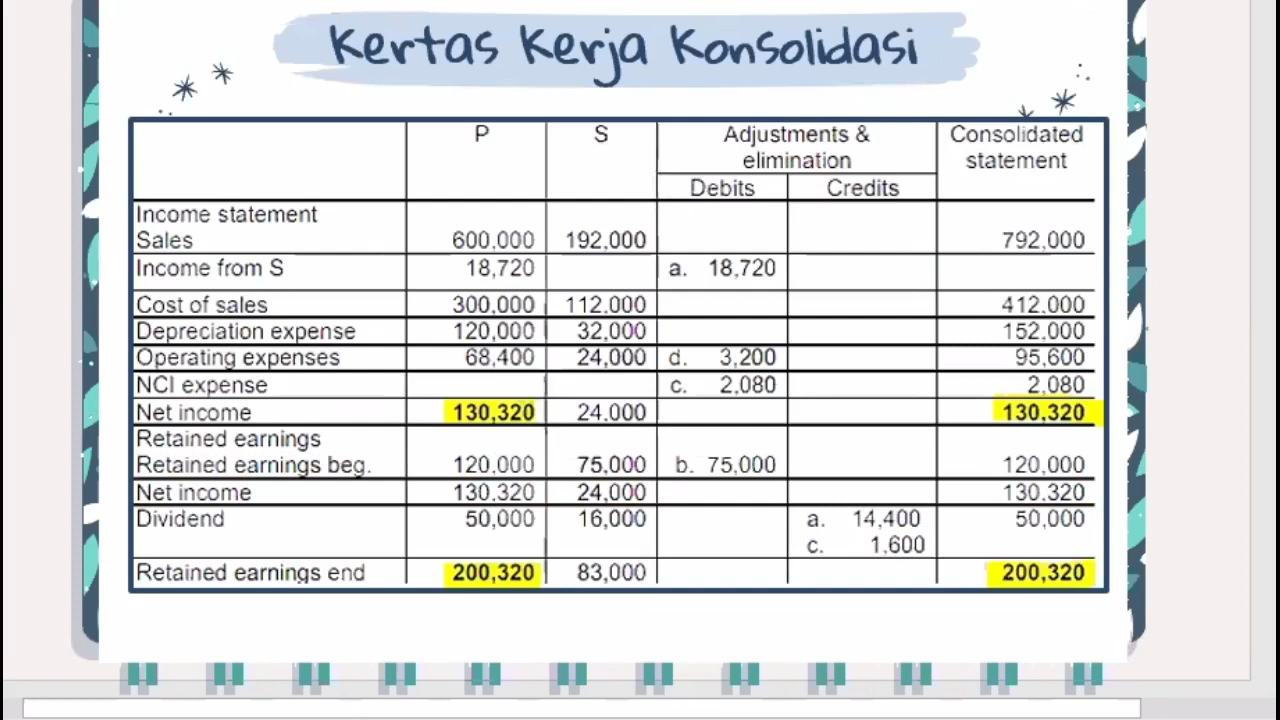 Kertas Kerja Konsolidasi
P S Adjustments & elimination Consolidated statement
Debits Credits
Income statement
Sales 600,000 192,000 792,000
Income from S 18,720 a. 18,720
Cost of sales 300,000 112,000 412,000
Depreciation expense 120,000 32,000 152,000
Operating expenses 68,400 24,000 d. 3,200 95,600
NCI expense c. 2,080 2,080
Net income 130,320 24,000 130,320
Retained earnings
Retained earnings beg. 120,000 75,000 b. 75,000 120,000
Net income 130,320 24,000 130,320
Dividend 50,000 16,000 a. 14,400 50,000
c. 1,600
Retained earnings end 200,320 83,000 200,320